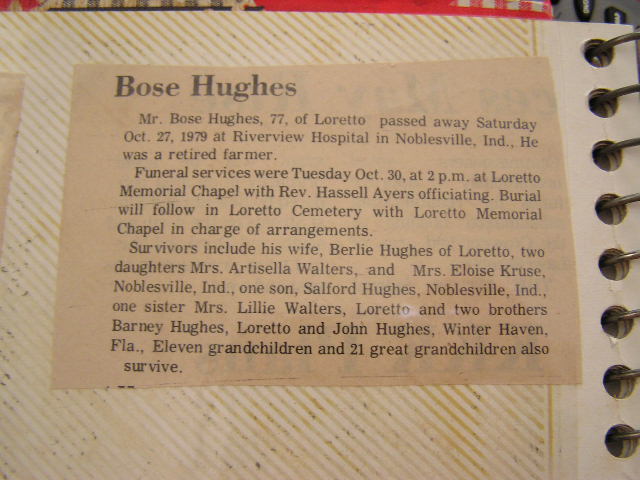 Bose Hughes
Mr. Bose Hughes, 77, of Loretto passed away Saturday
Oct. 27, 1979 at Riverview Hospital in Noblesville, Ind., He
was a retired farmer.
Funeral services were Tuesday Oct. 30, at 2 p.m. at Loretto
Memorial Chapel with Rev. Hassell Ayers officiating. Burial
will follow in Loretto Cemetery with Loretto Memorial
Chapel in charge of arrangements.
Survivors include his wife, Berlie Hughes of Loretto, two
daughters Mrs. Artisella Walters, and Mrs. Eloise Kruse,
Noblesville, Ind., one son, Salford Hughes, Noblesville, Ind.,
one sister Mrs. Lillie Walters, Loretto and two brothers
Barney Hughes, Loretto and John Hughes, Winter Haven,
Fla., Eleven grandchildren and 21 great grandchildren also
survive.